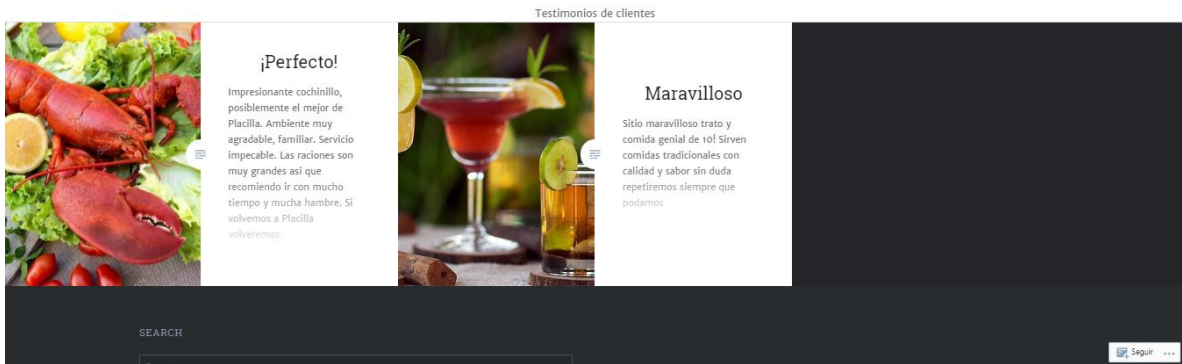 Testimonios de clientes
¡Perfecto!
Impresionante cochinillo,
posiblemente el mejor de
Placilla. Ambiente muy
agradable, familiar. Servicio
impecable. Las raciones son
muy grandes asi que
recomiendo ir con mucho
tiempo y mucha hambre. Si
volvemos a Placilla
volveremos.
Maravilloso
Sitio maravilloso trato y
comida genial de 10! Sirven
comidas tradicionales con
calidad y sabor sin duda
repetiremos siempre que
podamos
SEARCH
Seguir ...